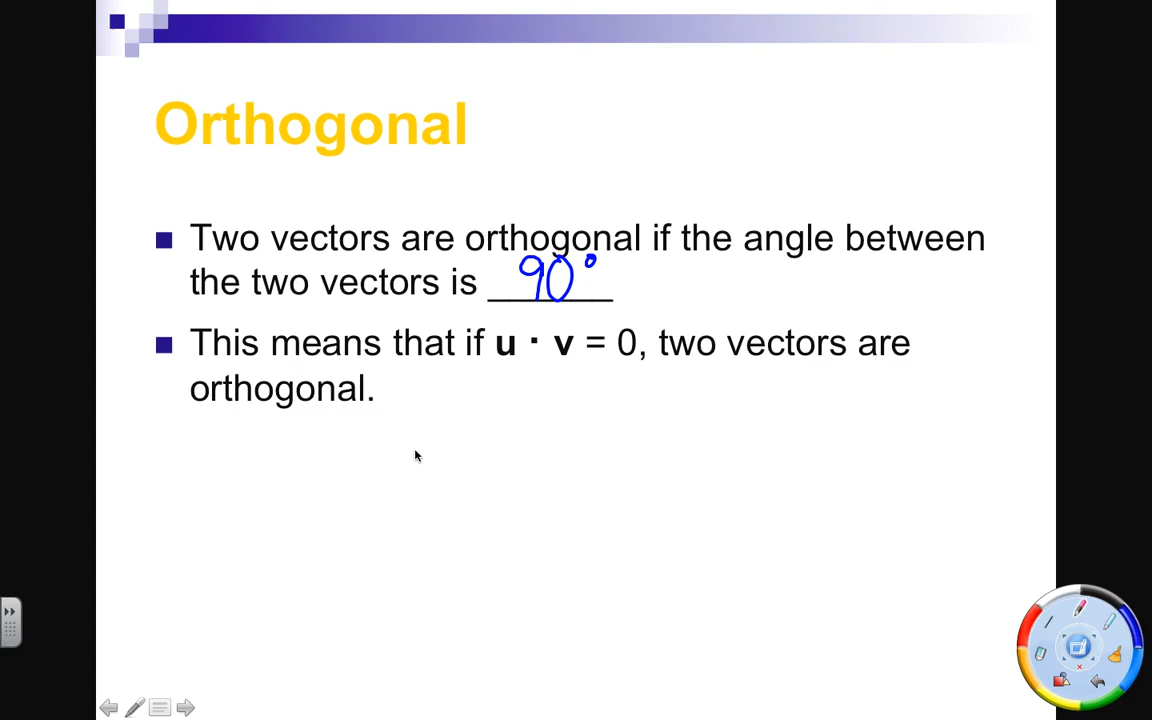 Orthogonal
Two vectors are orthogonal if the angle between
the two vectors is 90°
This means that if u · v = 0, two vectors are
orthogonal.